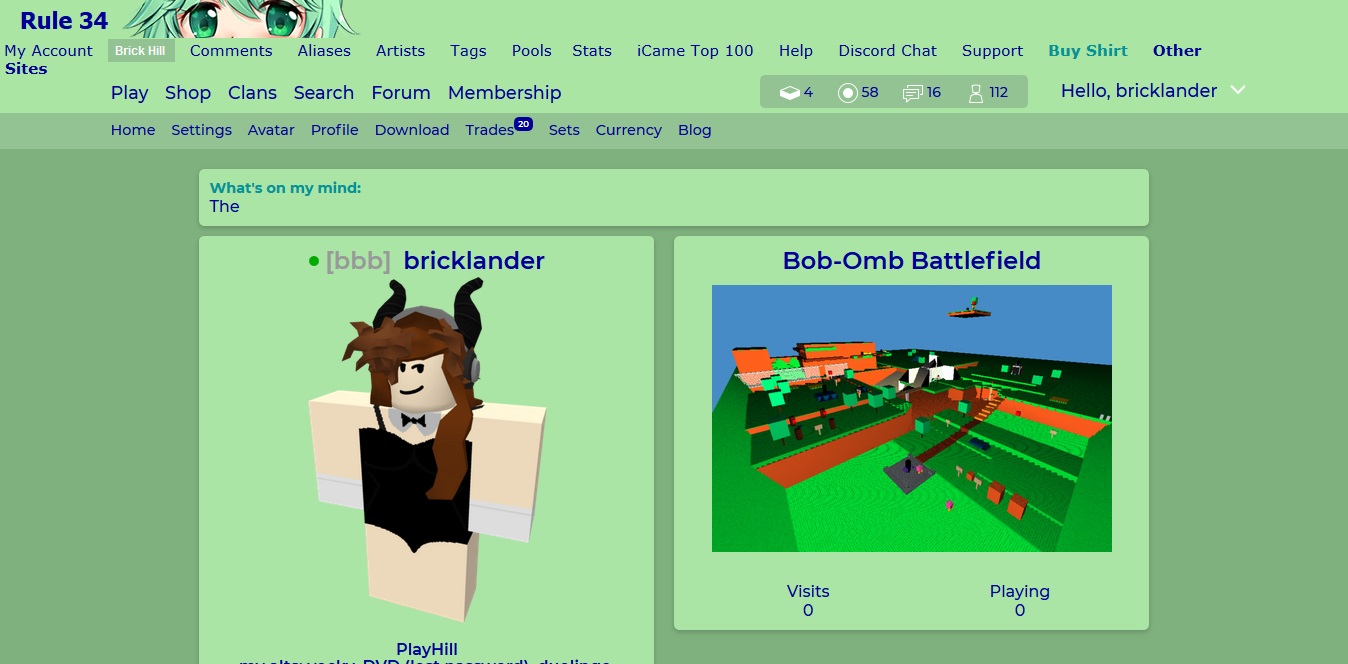 Rule 34
My Account Brick Hill Comments Aliases Artists Tags Pools Stats iCame Top 100 Help Discord Chat Support Buy Shirt Other
Sites
Play Shop Clans Search Forum Membership 4 58 16 112 Hello, bricklander
Home Settings Avatar Profile Download Trades 20 Sets Currency Blog
What's on my mind:
The
[bbb] bricklander
Bob-Omb Battlefield
Visits Playing
0 0
PlayHill